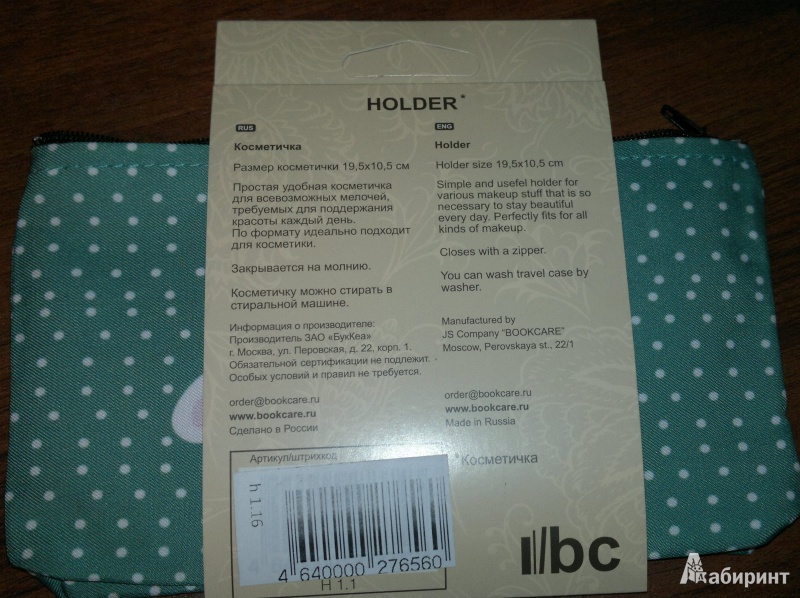 HOLDER*
RUS
Косметичка
Размер косметички 19,5x10,5 см
Простая удобная косметичка
для всевозможных мелочей,
требуемых для поддержания
красоты каждый день.
По формату идеально подходит
для косметики.
Закрывается на молнию.
Косметичку можно стирать в
стиральной машине.
Информация о производителе:
Производитель ЗАО «БукКеа»
г. Москва, ул. Перовская, д. 22, корп. 1.
Обязательной сертификации не подлежит.
Особых условий и правил не требуется.
order@bookcare.ru
www.bookcare.ru
Сделано в России
ENG
Holder
Holder size 19,5x10,5 cm
Simple and usefel holder for
various makeup stuff that is so
necessary to stay beautiful
every day. Perfectly fits for all
kinds of makeup.
Closes with a zipper.
You can wash travel case by
washer.
Manufactured by
JS Company "BOOKCARE"
Moscow, Perovskaya st., 22/1
order@bookcare.ru
www.bookcare.ru
Made in Russia
Артикул/штрихкод
*Косметичка
h 1.16
4 640000 276560
H 1.1
bc
Лабиринт